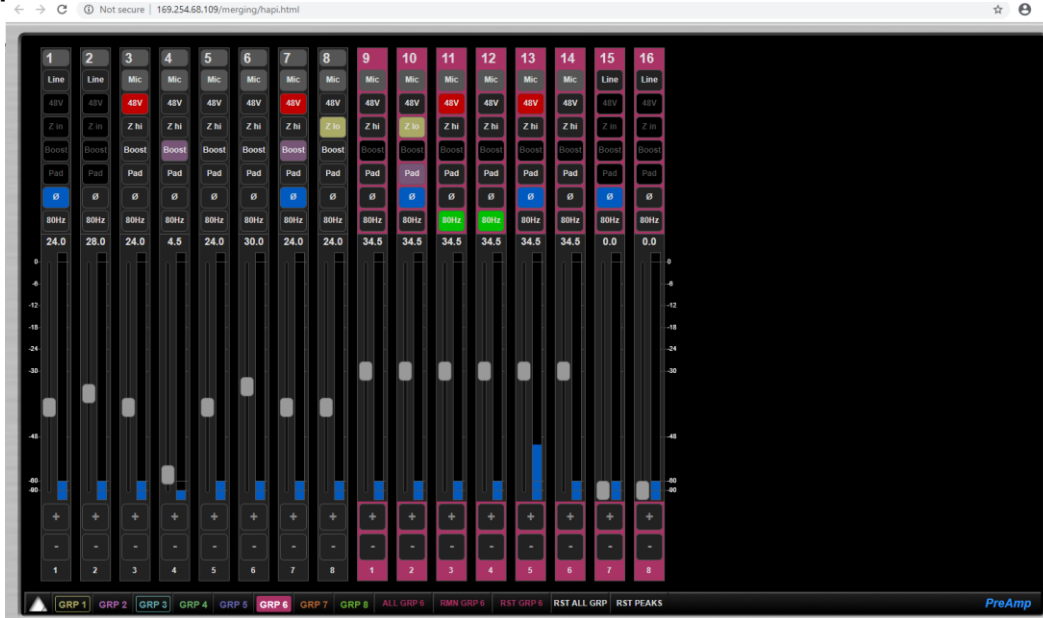 Not secure | 169.254.68.109/merging/hapi.html
1 2 3 4 5 6 7 8 9 10 11 12 13 14 15 16
Line Line Mic Mic Mic Mic Mic Mic Mic Mic Mic Mic Mic Mic Line Line
48V 48V 48V 48V 48V 48V 48V 48V 48V 48V 48V 48V 48V 48V 48V 48V
Z in Z in Z hi Z hi Z hi Z hi Z hi Z lo Z hi Z lo Z hi Z hi Z hi Z hi Z in Z in
Boost Boost Boost Boost Boost Boost Boost Boost Boost Boost Boost Boost Boost Boost Boost Boost
Pad Pad Pad Pad Pad Pad Pad Pad Pad Pad Pad Pad Pad Pad Pad Pad
Ø Ø Ø Ø Ø Ø Ø Ø Ø Ø Ø Ø Ø Ø Ø Ø
80Hz 80Hz 80Hz 80Hz 80Hz 80Hz 80Hz 80Hz 80Hz 80Hz 80Hz 80Hz 80Hz 80Hz 80Hz 80Hz
24.0 28.0 24.0 4.5 24.0 30.0 24.0 24.0 34.5 34.5 34.5 34.5 34.5 34.5 0.0 0.0
0 -0
-6 -6
-12 -12
-18 -18
-24 -24
-30 -30
-48 -48
-60 -60
-90 -90
+ + + + + + + + + + + + + + + +
- - - - - - - - - - - - - - - -
1 2 3 4 5 6 7 8 1 2 3 4 5 6 7 8
GRP 1 GRP 2 GRP 3 GRP 4 GRP 5 GRP 6 GRP 7 GRP 8 ALL GRP 6 RMN GRP 6 RST GRP 6 RST ALL GRP RST PEAKS PreAmp